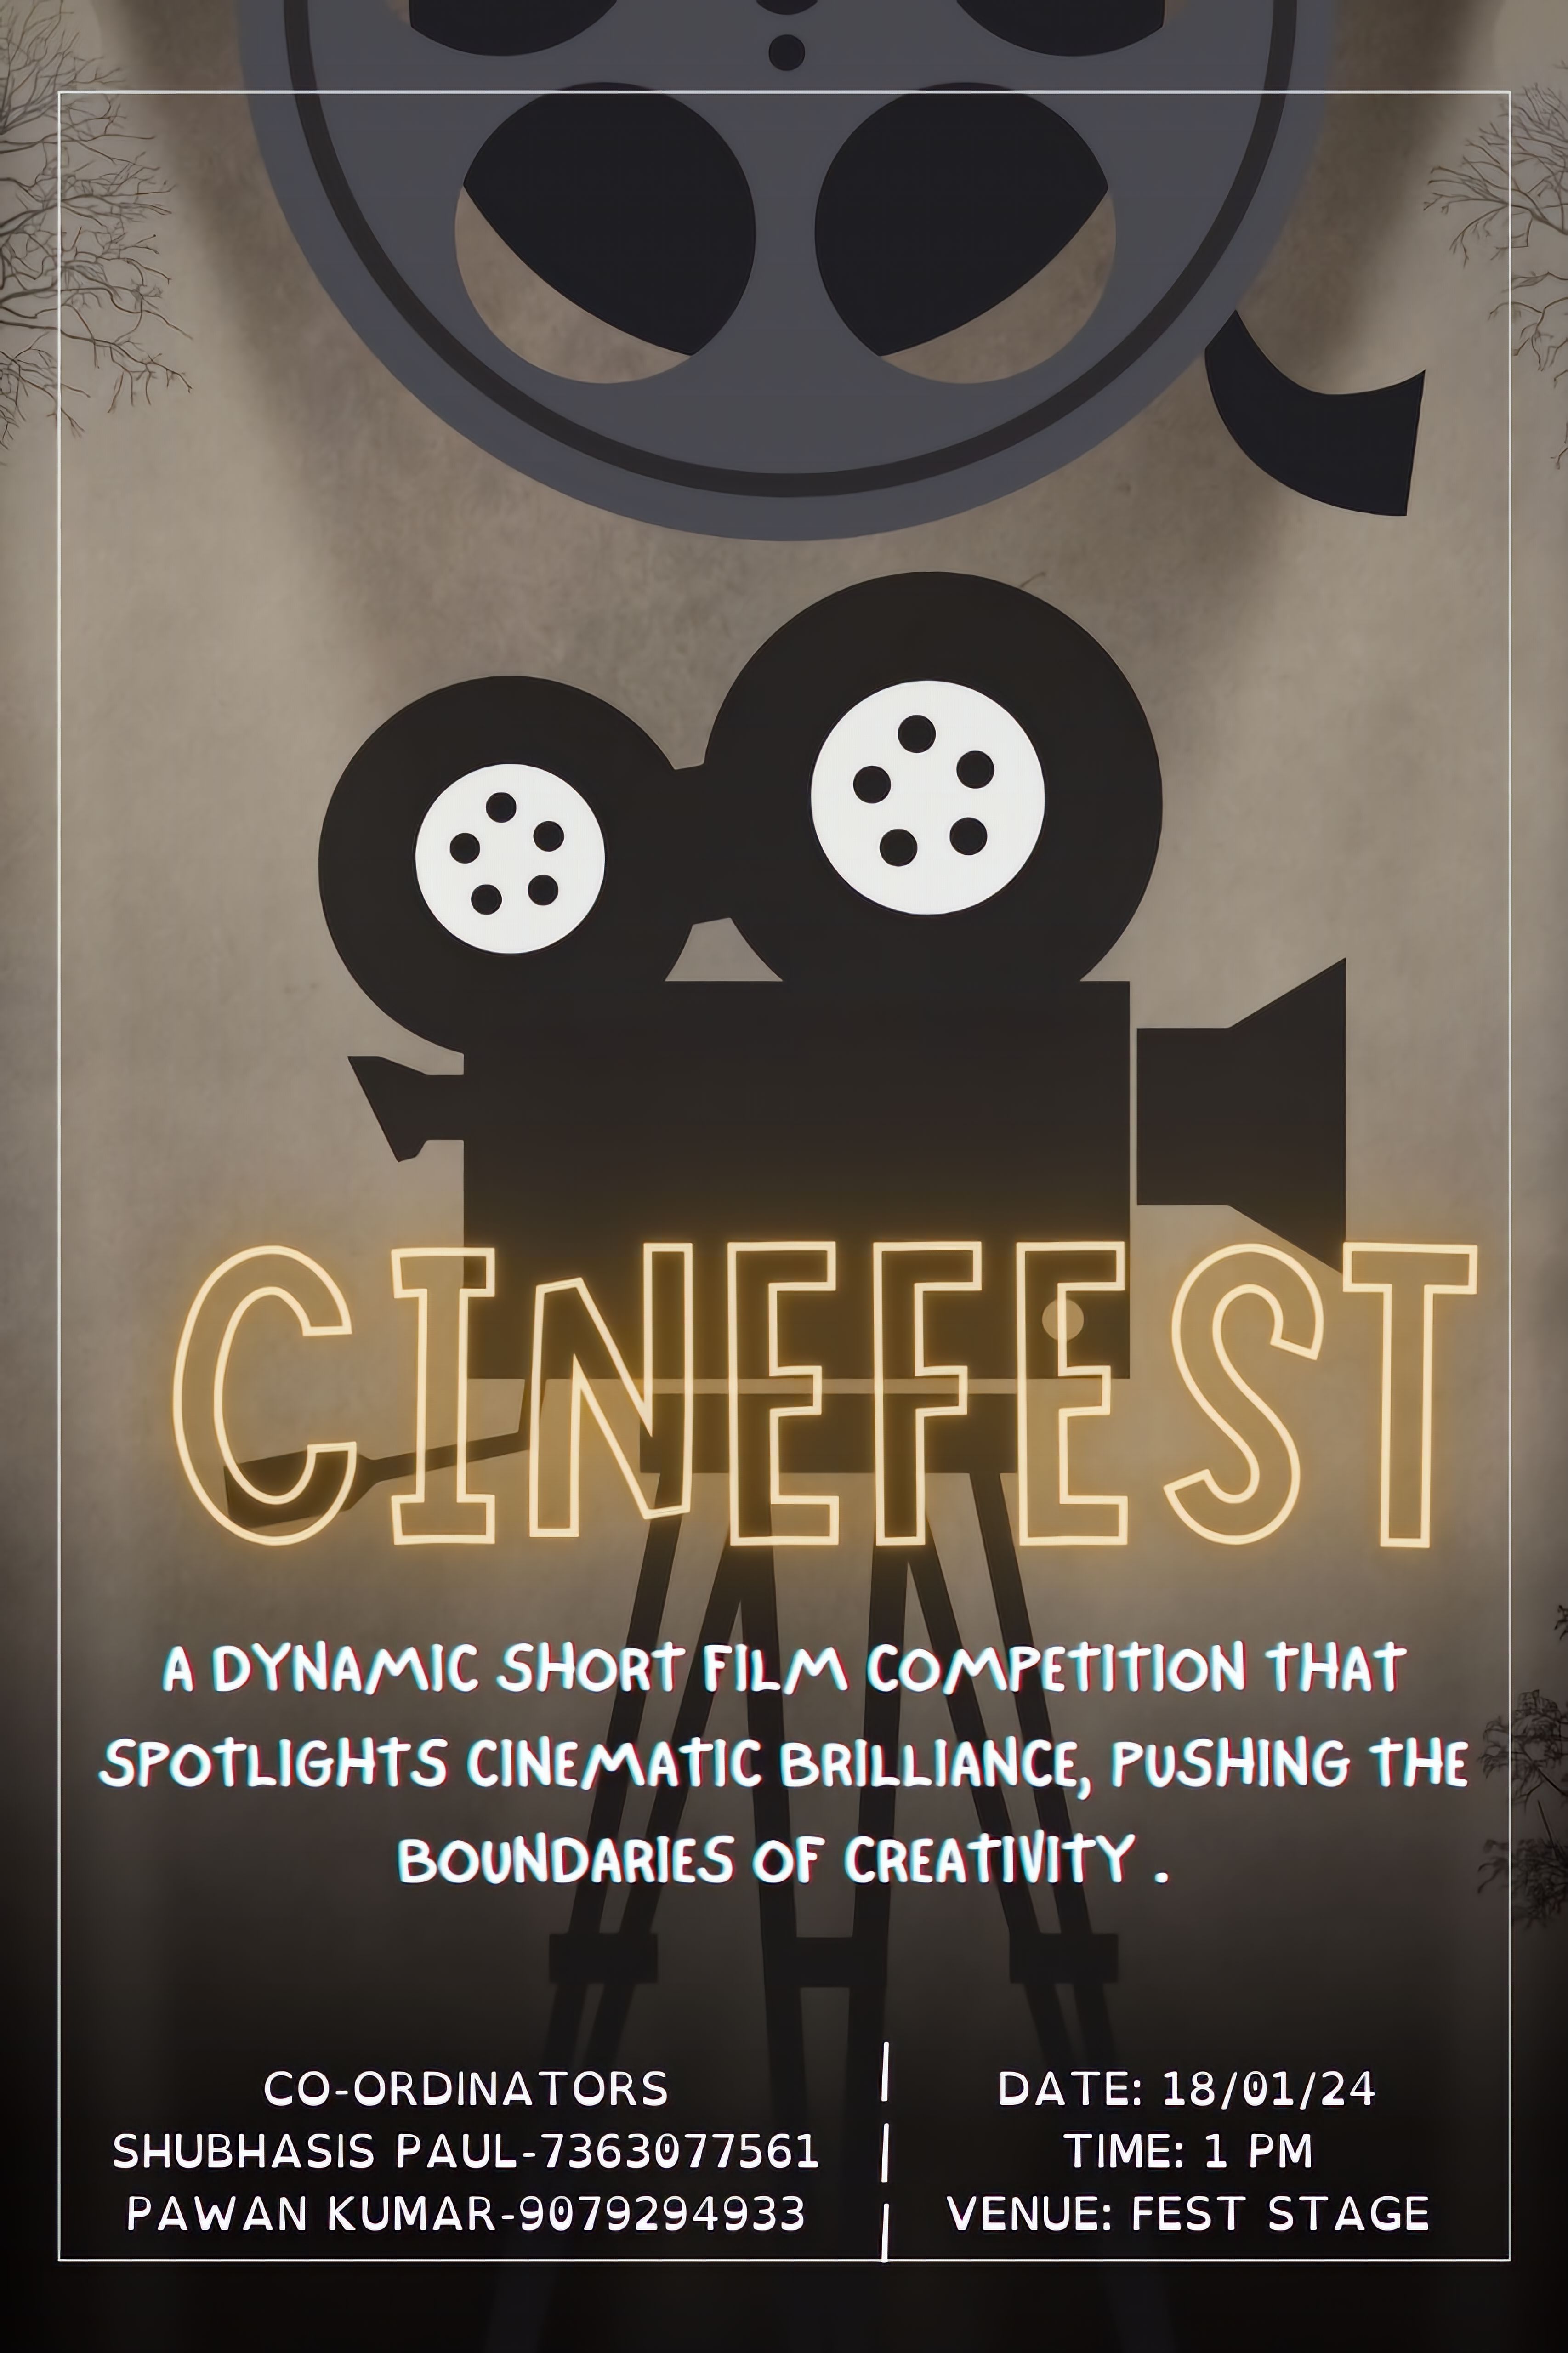 CINEFEST
A DYNAMIC SHORT FILM COMPETITION THAT
SPOTLIGHTS CINEMATIC BRILLIANCE, PUSHING THE
BOUNDARIES OF CREATIVITY .
CO-ORDINATORS
SHUBHASIS PAUL-7363077561
PAWAN KUMAR-9079294933
DATE: 18/01/24
TIME: 1 PM
VENUE: FEST STAGE